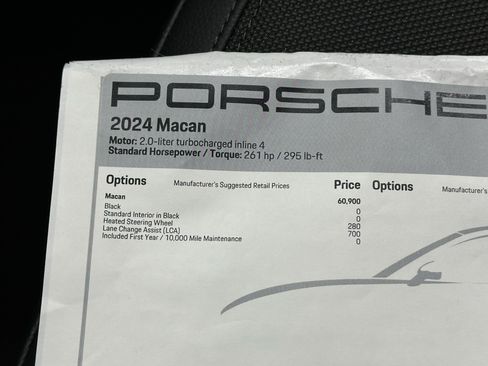 PORSCHE
2024 Macan
Motor: 2.0-liter turbocharged inline 4
Standard Horsepower / Torque: 261 hp / 295 lb-ft
Options Manufacturer's Suggested Retail Prices Price Options Manufacturer's
Macan 60,900
Black 0
Standard Interior in Black 0
Heated Steering Wheel 280
Lane Change Assist (LCA) 700
Included First Year / 10,000 Mile Maintenance 0